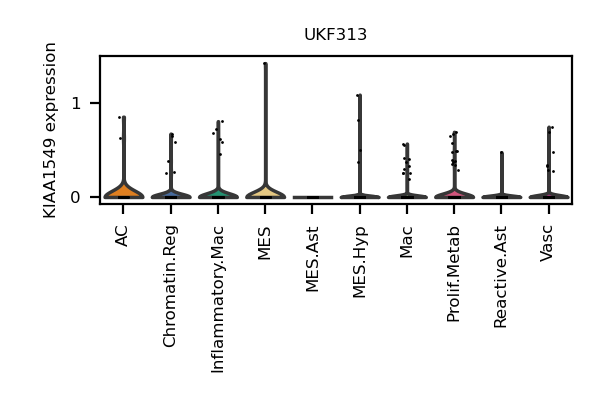 UKF313
KIAA1549 expression
1
0
AC
Chromatin.Reg
Inflammatory.Mac
MES
MES.Ast
MES.Hyp
Mac
Prolif.Metab
Reactive.Ast
Vasc